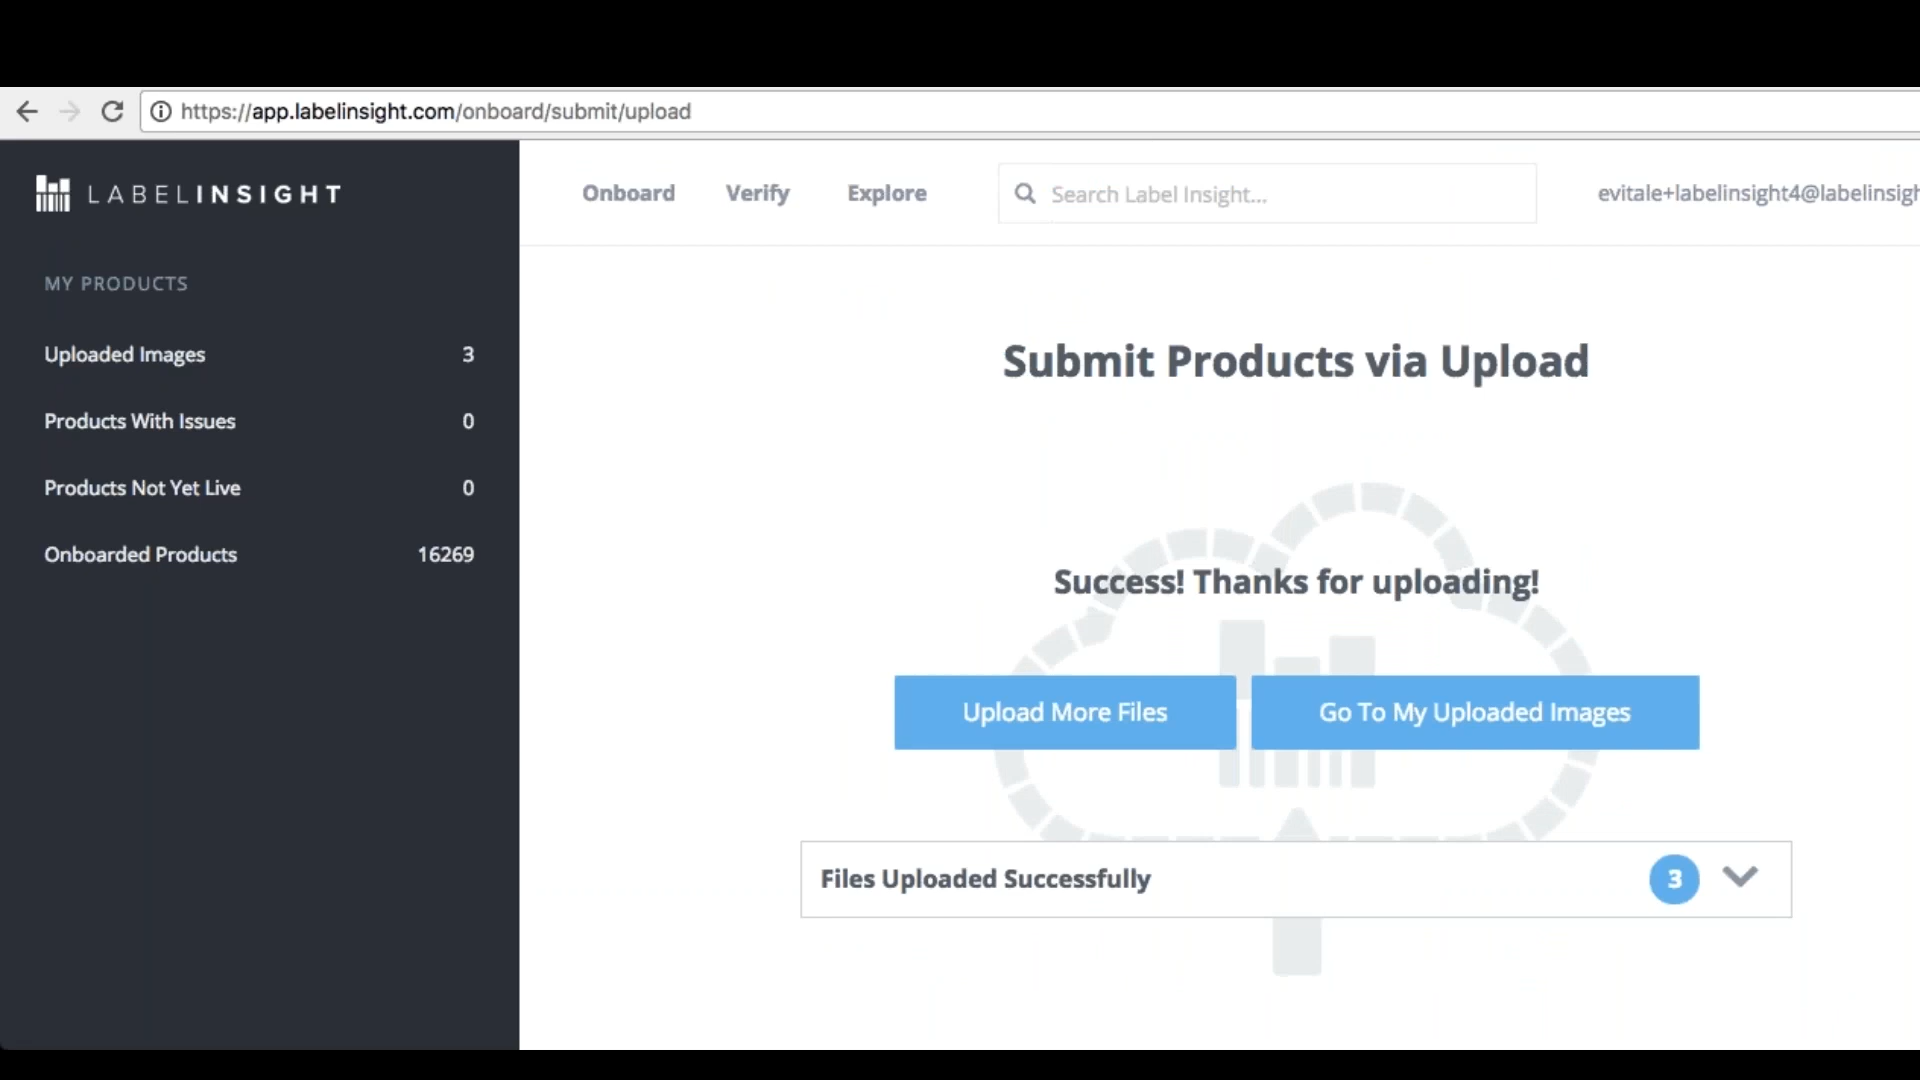 https://app.labelinsight.com/onboard/submit/upload
LABELINSIGHT
Onboard Verify Explore Search Label Insight... evitale+labelinsight4@labelinsigh
MY PRODUCTS
Uploaded Images 3
Products With Issues 0
Products Not Yet Live 0
Onboarded Products 16269
Submit Products via Upload
Success! Thanks for uploading!
Upload More Files Go To My Uploaded Images
Files Uploaded Successfully 3